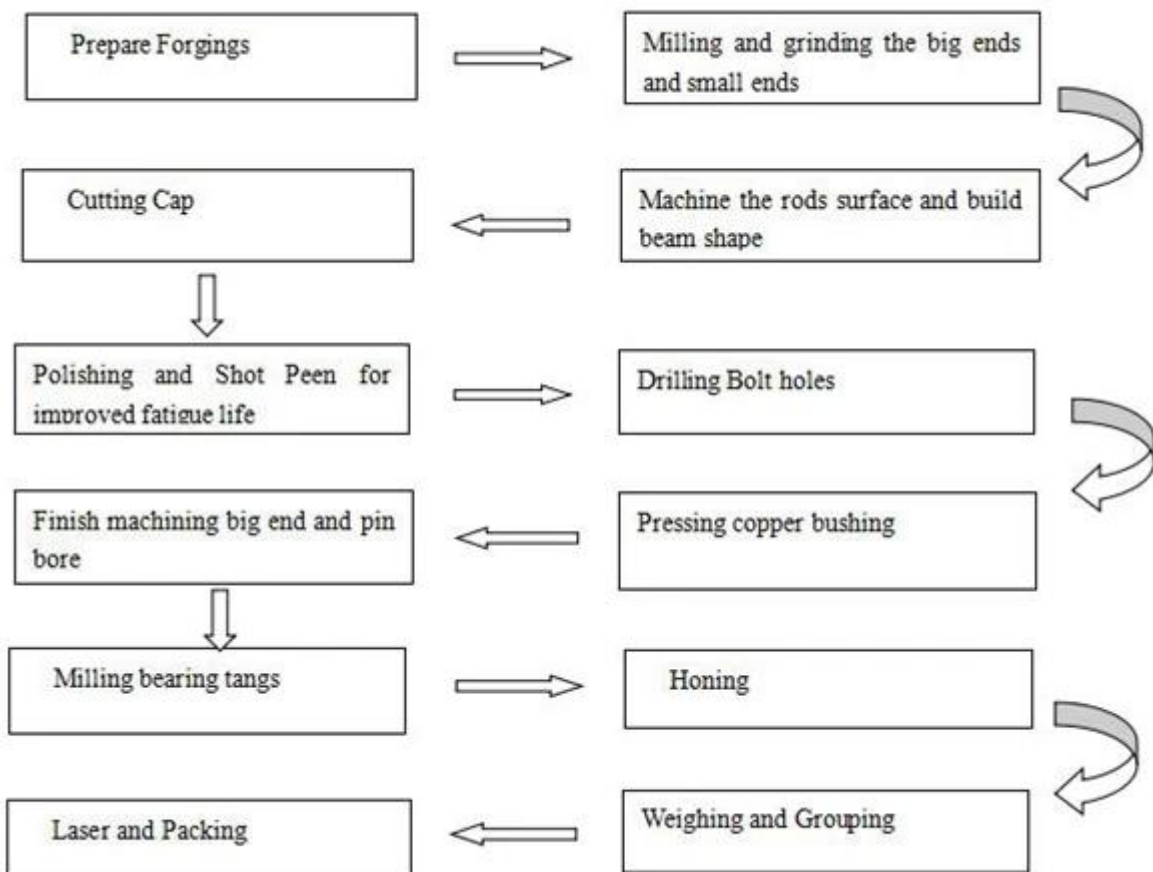 Prepare Forgings
Milling and grinding the big ends
and small ends
Machine the rods surface and build
beam shape
Cutting Cap
Polishing and Shot Peen for
improved fatigue life
Drilling Bolt holes
Pressing copper bushing
Finish machining big end and pin
bore
Milling bearing tangs
Honing
Weighing and Grouping
Laser and Packing